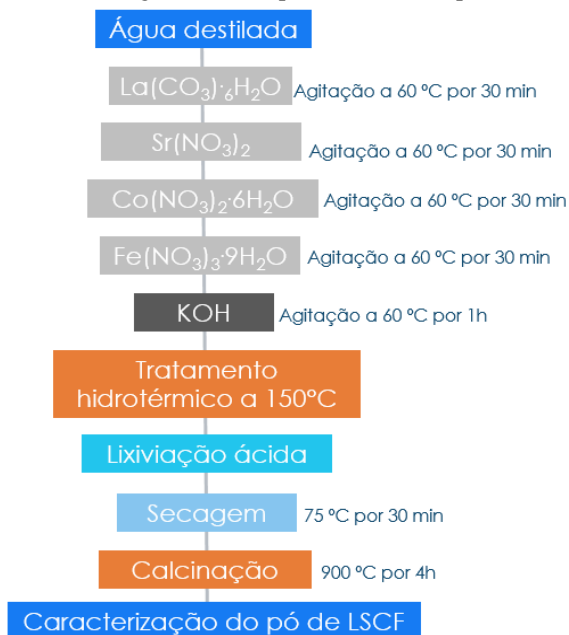 Água destilada
La(CO₃)·₆H₂O Agitação a 60 ºC por 30 min
Sr(NO₃)₂ Agitação a 60 ºC por 30 min
Co(NO₃)₂·6H₂O Agitação a 60 ºC por 30 min
Fe(NO₃)₃·9H₂O Agitação a 60 ºC por 30 min
KOH Agitação a 60 ºC por 1h
Tratamento
hidrotérmico a 150°C
Lixiviação ácida
Secagem 75 ºC por 30 min
Calcinação 900 ºC por 4h
Caracterização do pó de LSCF